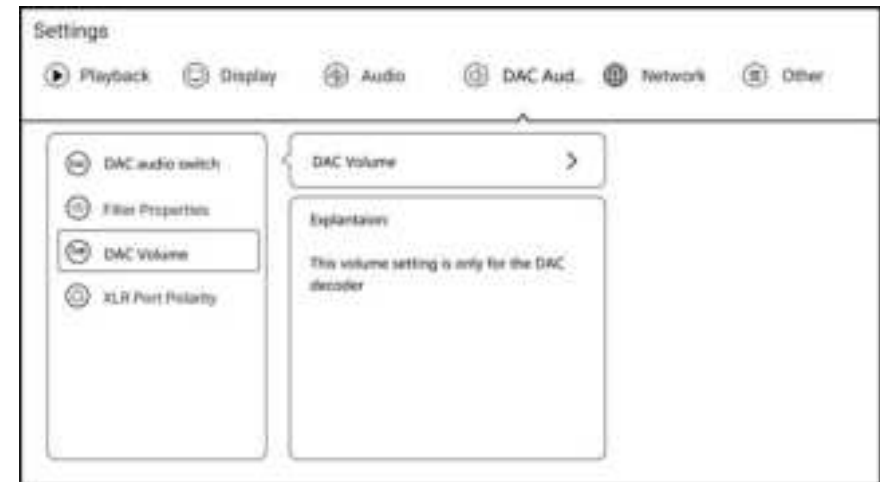 Settings
Playback Display Audio DAC Aud. Network Other
DAC audio switch
Filter Properties
DAC Volume
XLR Port Polarity
DAC Volume
Explantaion
This volume setting is only for the DAC
decoder